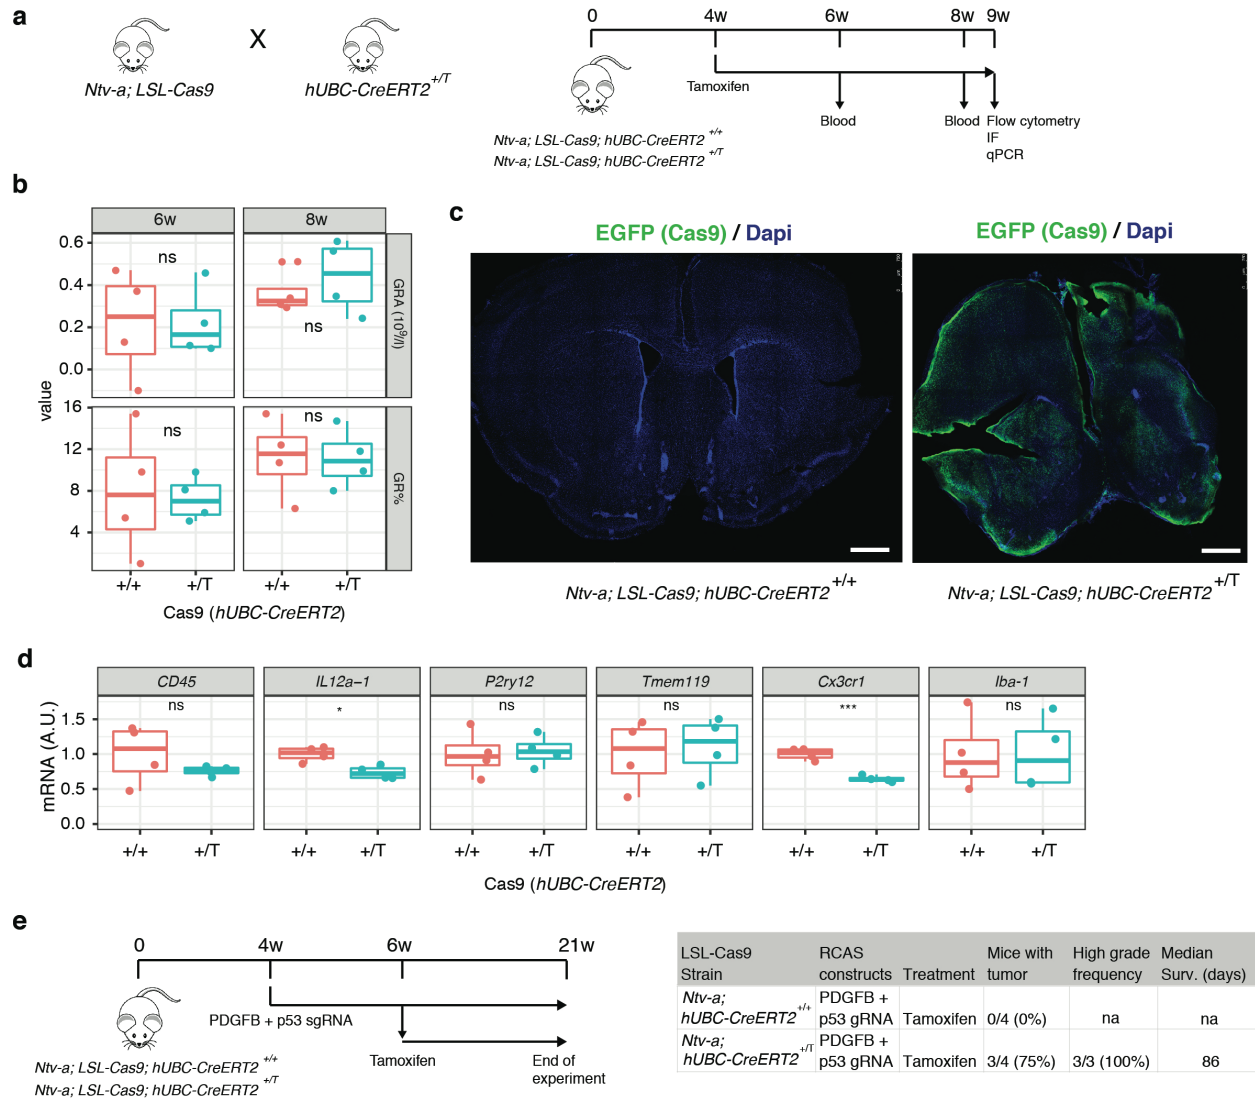 a
Ntv-a; LSL-Cas9
X
hUBC-CreERT2+/T
0
4w
6w
8w
9w
Tamoxifen
Blood
Blood
Flow cytometry
IF
qPCR
Ntv-a; LSL-Cas9; hUBC-CreERT2 +/+
Ntv-a; LSL-Cas9; hUBC-CreERT2 +/T
b
6w
8w
value
0.6
0.4
0.2
0.0
ns
ns
GRA (10^9/l)
16
12
8
4
ns
ns
GR%
+/+
+/T
+/+
+/T
Cas9 (hUBC-CreERT2)
c
EGFP (Cas9) / Dapi
EGFP (Cas9) / Dapi
Ntv-a; LSL-Cas9; hUBC-CreERT2+/+
Ntv-a; LSL-Cas9; hUBC-CreERT2+/T
d
CD45
IL12a-1
P2ry12
Tmem119
Cx3cr1
Iba-1
ns
*
ns
ns
***
ns
mRNA (A.U.)
1.5
1.0
0.5
0.0
+/+
+/T
+/+
+/T
+/+
+/T
+/+
+/T
+/+
+/T
+/+
+/T
Cas9 (hUBC-CreERT2)
e
0
4w
6w
21w
PDGFB + p53 sgRNA
Tamoxifen
End of
experiment
Ntv-a; LSL-Cas9; hUBC-CreERT2 +/+
Ntv-a; LSL-Cas9; hUBC-CreERT2 +/T
LSL-Cas9
Strain
RCAS
constructs
Treatment
Mice with
tumor
High grade
frequency
Median
Surv. (days)
Ntv-a;
hUBC-CreERT2+/+
PDGFB +
p53 gRNA
Tamoxifen
0/4 (0%)
na
na
Ntv-a;
hUBC-CreERT2+/T
PDGFB +
p53 gRNA
Tamoxifen
3/4 (75%)
3/3 (100%)
86